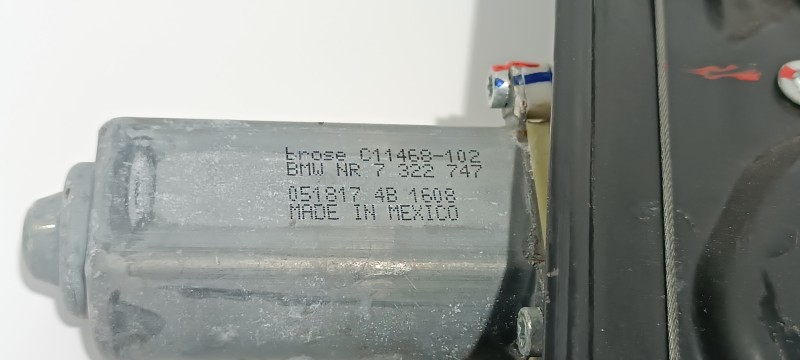 brose C11468-102
BMW NR 7 322 747
051817 4B 1608
MADE IN MEXICO